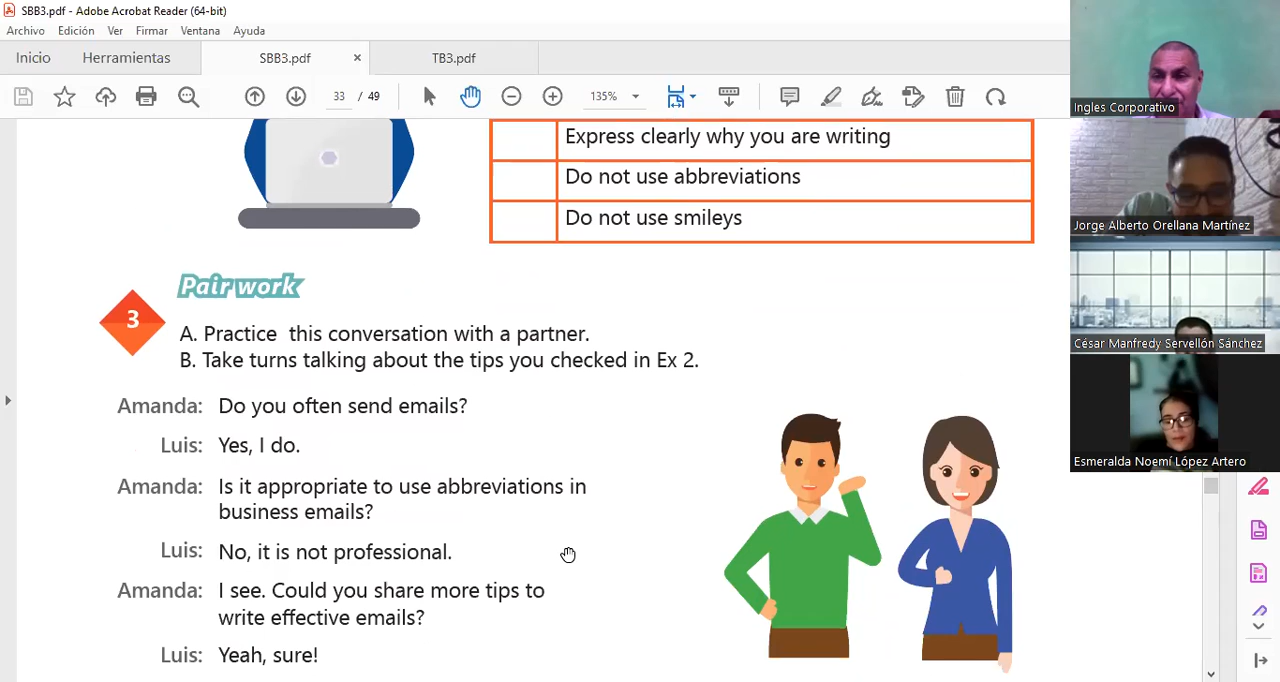 SBB3.pdf - Adobe Acrobat Reader (64-bit)
Archivo Edición Ver Firmar Ventana Ayuda
Inicio Herramientas SBB3.pdf × TB3.pdf
33 / 49 135%
Express clearly why you are writing
Do not use abbreviations
Do not use smileys
Pair work
3
A. Practice this conversation with a partner.
B. Take turns talking about the tips you checked in Ex 2.
Amanda: Do you often send emails?
Luis: Yes, I do.
Amanda: Is it appropriate to use abbreviations in
business emails?
Luis: No, it is not professional.
Amanda: I see. Could you share more tips to
write effective emails?
Luis: Yeah, sure!
Ingles Corporativo
Jorge Alberto Orellana Martínez
César Manfredy Servellón Sánchez
Esmeralda Noemí López Artero